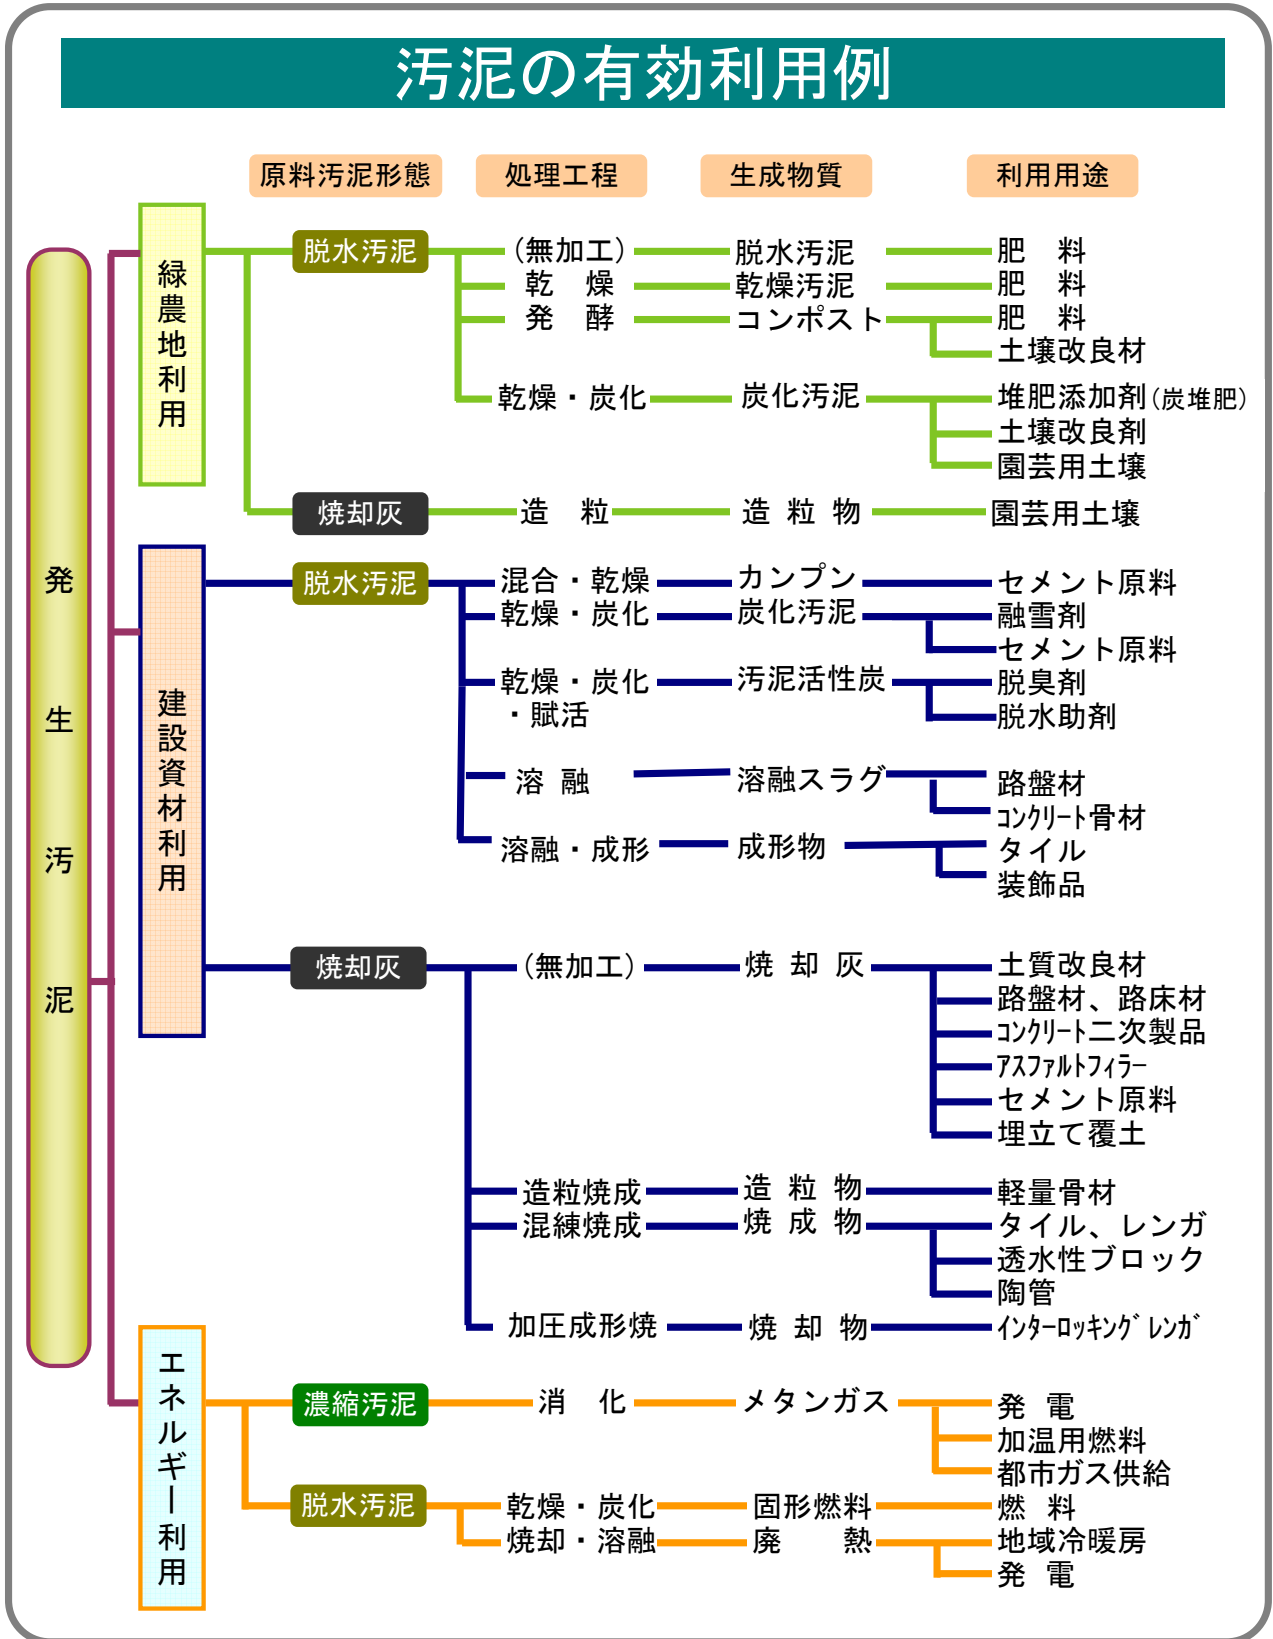 汚泥の有効利用例
原料汚泥形態 処理工程 生成物質 利用用途
発生汚泥
緑農地利用
脱水汚泥 (無加工) 脱水汚泥 肥 料
乾 燥 乾燥汚泥 肥 料
発 酵 コンポスト 肥 料
土壌改良材
乾燥・炭化 炭化汚泥 堆肥添加剤(炭堆肥)
土壌改良剤
園芸用土壌
焼却灰 造 粒 造 粒 物 園芸用土壌
建設資材利用
脱水汚泥 混合・乾燥 カンプン セメント原料
乾燥・炭化 炭化汚泥 融雪剤
セメント原料
乾燥・炭化 汚泥活性炭 脱臭剤
・賦活 脱水助剤
溶 融 溶融スラグ 路盤材
ｺﾝｸﾘｰﾄ骨材
溶融・成形 成形物 タイル
装飾品
焼却灰 (無加工) 焼 却 灰 土質改良材
路盤材、路床材
ｺﾝｸﾘｰﾄ二次製品
ｱｽﾌｧﾙﾄﾌｨﾗｰ
セメント原料
埋立て覆土
造粒焼成 造 粒 物 軽量骨材
混練焼成 焼 成 物 タイル、レンガ
透水性ブロック
陶管
加圧成形焼 焼 却 物 ｲﾝﾀｰﾛｯｷﾝｸﾞﾚﾝｶﾞ
エネルギー利用
濃縮汚泥 消 化 メタンガス 発 電
加温用燃料
都市ガス供給
脱水汚泥 乾燥・炭化 固形燃料 燃 料
焼却・溶融 廃 熱 地域冷暖房
発 電